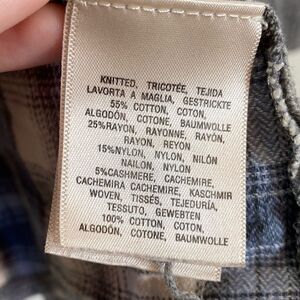 KNITTED, TRICOTÉE, TEJIDA
LAVORTA A MAGLIA, GESTRICKTE
55% COTTON, COTON,
ALGODÓN, COTONE, BAUMWOLLE
25%RAYON, RAYONNE, RAYÓN,
RAYON, REYON
15%NYLON, NYLON, NILÓN
NAILON, NYLON
5%CASHMERE, CACHEMIRE,
CACHEMIRA CACHEMIRE, KASCHMIR
WOVEN, TISSÉS, TEJEDURÍA,
TESSUTO, GEWEBTEN
100% COTTON, COTON,
ALGODÓN, COTONE, BAUMWOLLE